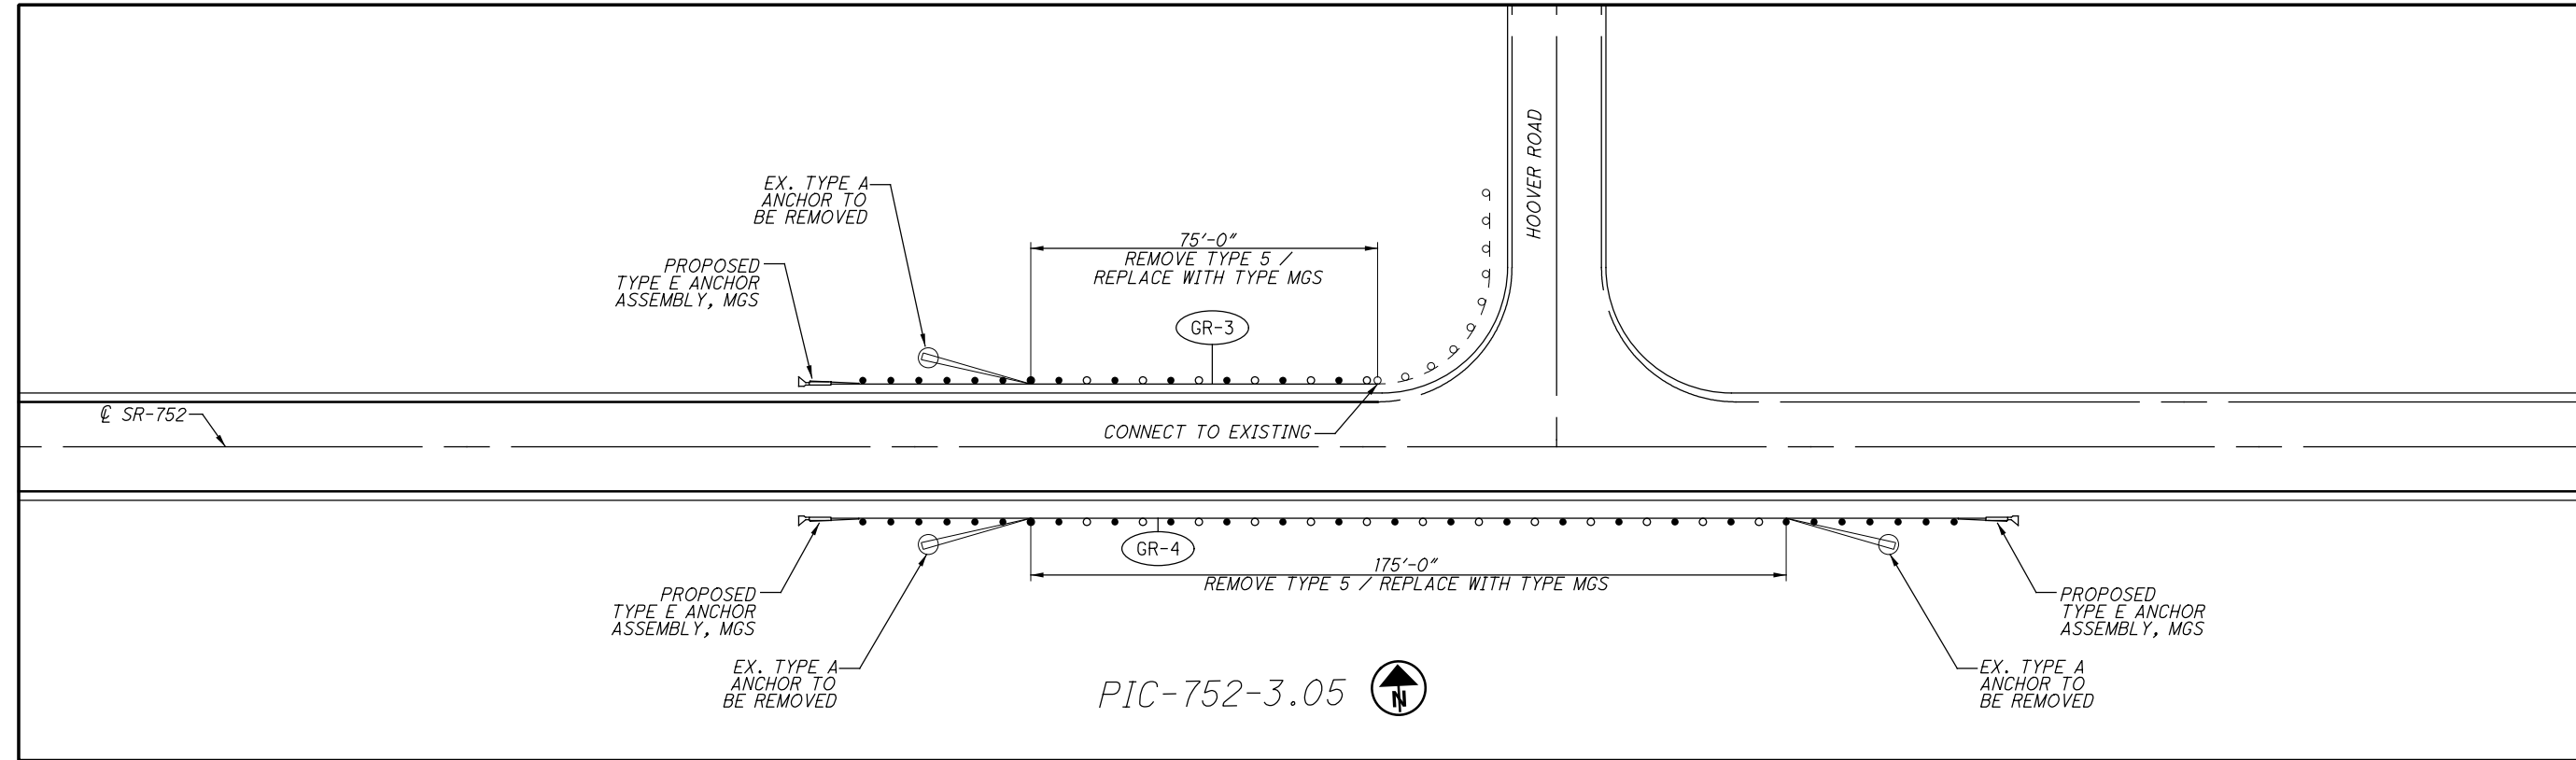 HOOVER ROAD
EX. TYPE A
ANCHOR TO
BE REMOVED
75'-0"
REMOVE TYPE 5 /
REPLACE WITH TYPE MGS
PROPOSED
TYPE E ANCHOR
ASSEMBLY, MGS
GR-3
℄ SR-752
CONNECT TO EXISTING
GR-4
175'-0"
REMOVE TYPE 5 / REPLACE WITH TYPE MGS
PROPOSED
TYPE E ANCHOR
ASSEMBLY, MGS
PROPOSED
TYPE E ANCHOR
ASSEMBLY, MGS
EX. TYPE A
ANCHOR TO
BE REMOVED
PIC-752-3.05
N
EX. TYPE A
ANCHOR TO
BE REMOVED